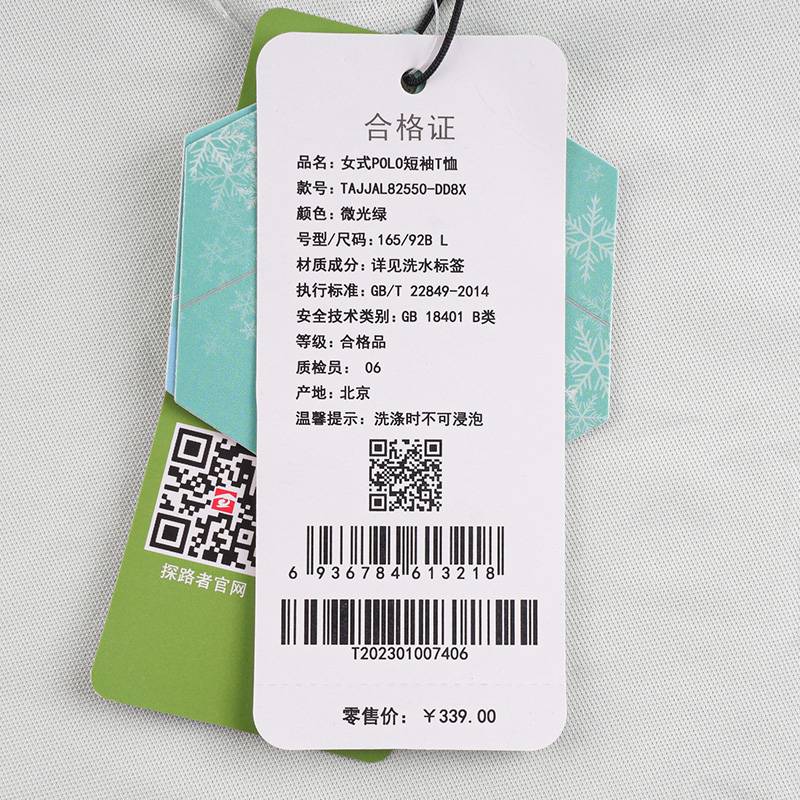 合格证
品名：女式POLO短袖T恤
款号：TAJJAL82550-DD8X
颜色：微光绿
号型/尺码：165/92B L
材质成分：详见洗水标签
执行标准：GB/T 22849-2014
安全技术类别：GB 18401 B类
等级：合格品
质检员： 06
产地：北京
温馨提示：洗涤时不可浸泡
6 936784 613218
T202301007406
零售价：￥339.00
探路者官网